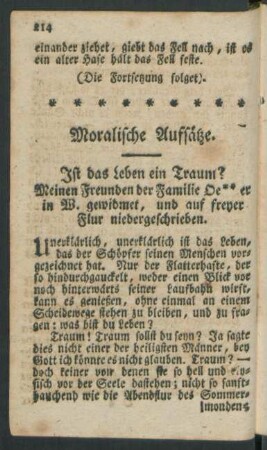 214
einander ziehet, giebt das Fell nach, ist es
ein alter Hase hält das Fell feste.
(Die Fortsetzung folget).
* * * * * * * * * *
Moralische Aufsätze.
Ist das Leben ein Traum?
Meinen Freunden der Familie Oe** er
in W. gewidmet, und auf freyer
Flur niedergeschrieben.
Unerklärlich, unerklärlich ist das Leben,
das der Schöpfer seinen Menschen vor-
gezeichnet hat. Nur der Flatterhafte, der
so hindurchgauckelt, weder einen Blick vor
noch hinterwärts seiner Laufbahn wirft,
kann es genießen, ohne einmal an einem
Scheidewege stehen zu bleiben, und zu fra-
gen: was bist du Leben?
Traum! Traum sollst du seyn? Ja sagte
dies nicht einer der heiligsten Männer, bey
Gott ich könnte es nicht glauben. Traum? —
doch keiner von denen die so hell und
sisch vor der Seele dastehen; nicht so sanft-
hauchend wie die Abendflur des Sommer-
lmondens